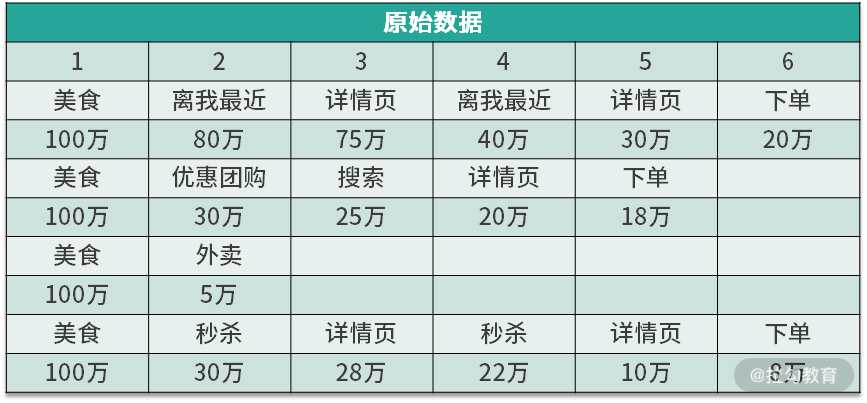 原始数据
1 2 3 4 5 6
美食 离我最近 详情页 离我最近 详情页 下单
100万 80万 75万 40万 30万 20万
美食 优惠团购 搜索 详情页 下单
100万 30万 25万 20万 18万
美食 外卖
100万 5万
美食 秒杀 详情页 秒杀 详情页 下单
100万 30万 28万 22万 10万 8万
@拉勾教育